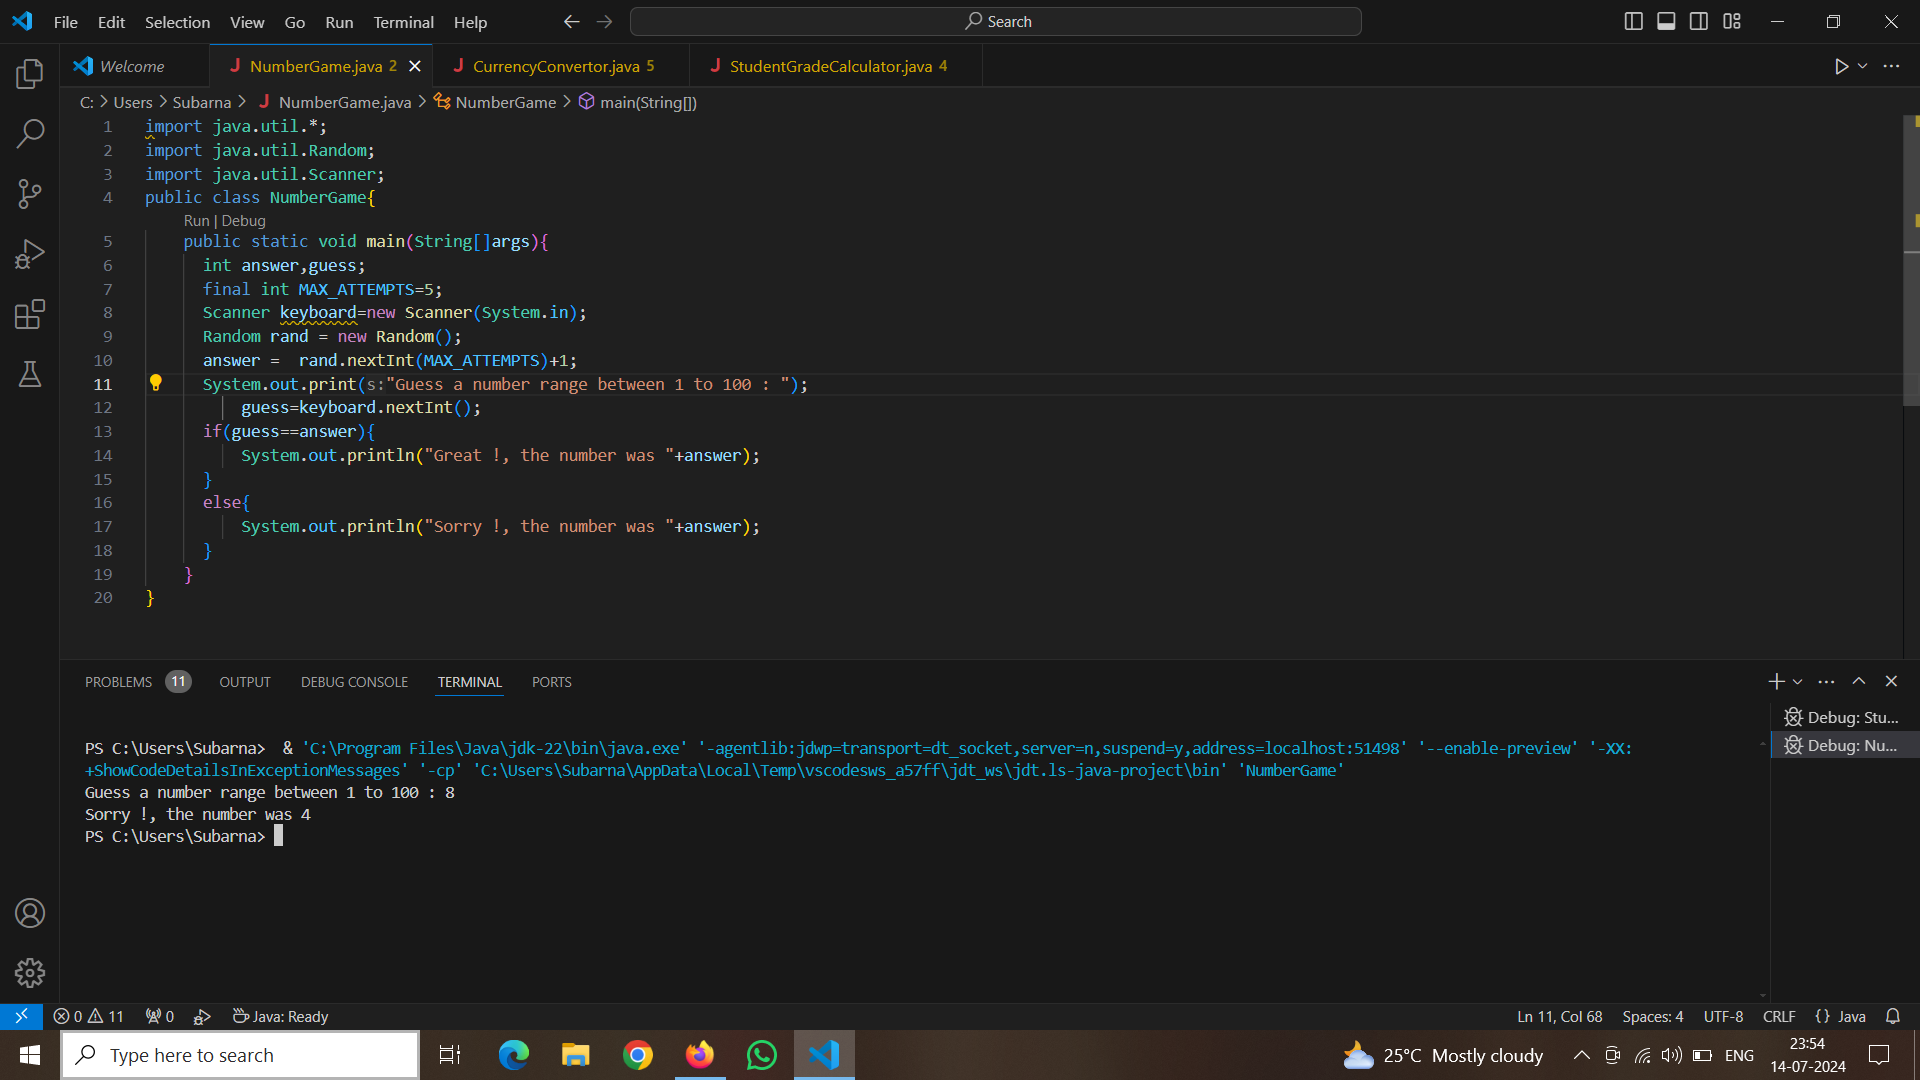 File Edit Selection View Go Run Terminal Help Search
Welcome NumberGame.java 2 CurrencyConvertor.java 5 StudentGradeCalculator.java 4
C: > Users > Subarna > J NumberGame.java > NumberGame > main(String[])
1 import java.util.*;
2 import java.util.Random;
3 import java.util.Scanner;
4 public class NumberGame{
Run | Debug
5 public static void main(String[]args){
6 int answer,guess;
7 final int MAX_ATTEMPTS=5;
8 Scanner keyboard=new Scanner(System.in);
9 Random rand = new Random();
10 answer =  rand.nextInt(MAX_ATTEMPTS)+1;
11 System.out.print(s:"Guess a number range between 1 to 100 : ");
12 guess=keyboard.nextInt();
13 if(guess==answer){
14 System.out.println("Great !, the number was "+answer);
15 }
16 else{
17 System.out.println("Sorry !, the number was "+answer);
18 }
19 }
20 }
PROBLEMS 11 OUTPUT DEBUG CONSOLE TERMINAL PORTS
Debug: Stu...
Debug: Nu...
PS C:\Users\Subarna>  & 'C:\Program Files\Java\jdk-22\bin\java.exe' '-agentlib:jdwp=transport=dt_socket,server=n,suspend=y,address=localhost:51498' '--enable-preview' '-XX:
+ShowCodeDetailsInExceptionMessages' '-cp' 'C:\Users\Subarna\AppData\Local\Temp\vscodesws_a57ff\jdt_ws\jdt.ls-java-project\bin' 'NumberGame'
Guess a number range between 1 to 100 : 8
Sorry !, the number was 4
PS C:\Users\Subarna>
0 11 0 Java: Ready Ln 11, Col 68 Spaces: 4 UTF-8 CRLF {} Java
Type here to search 25°C Mostly cloudy ENG 23:54
14-07-2024